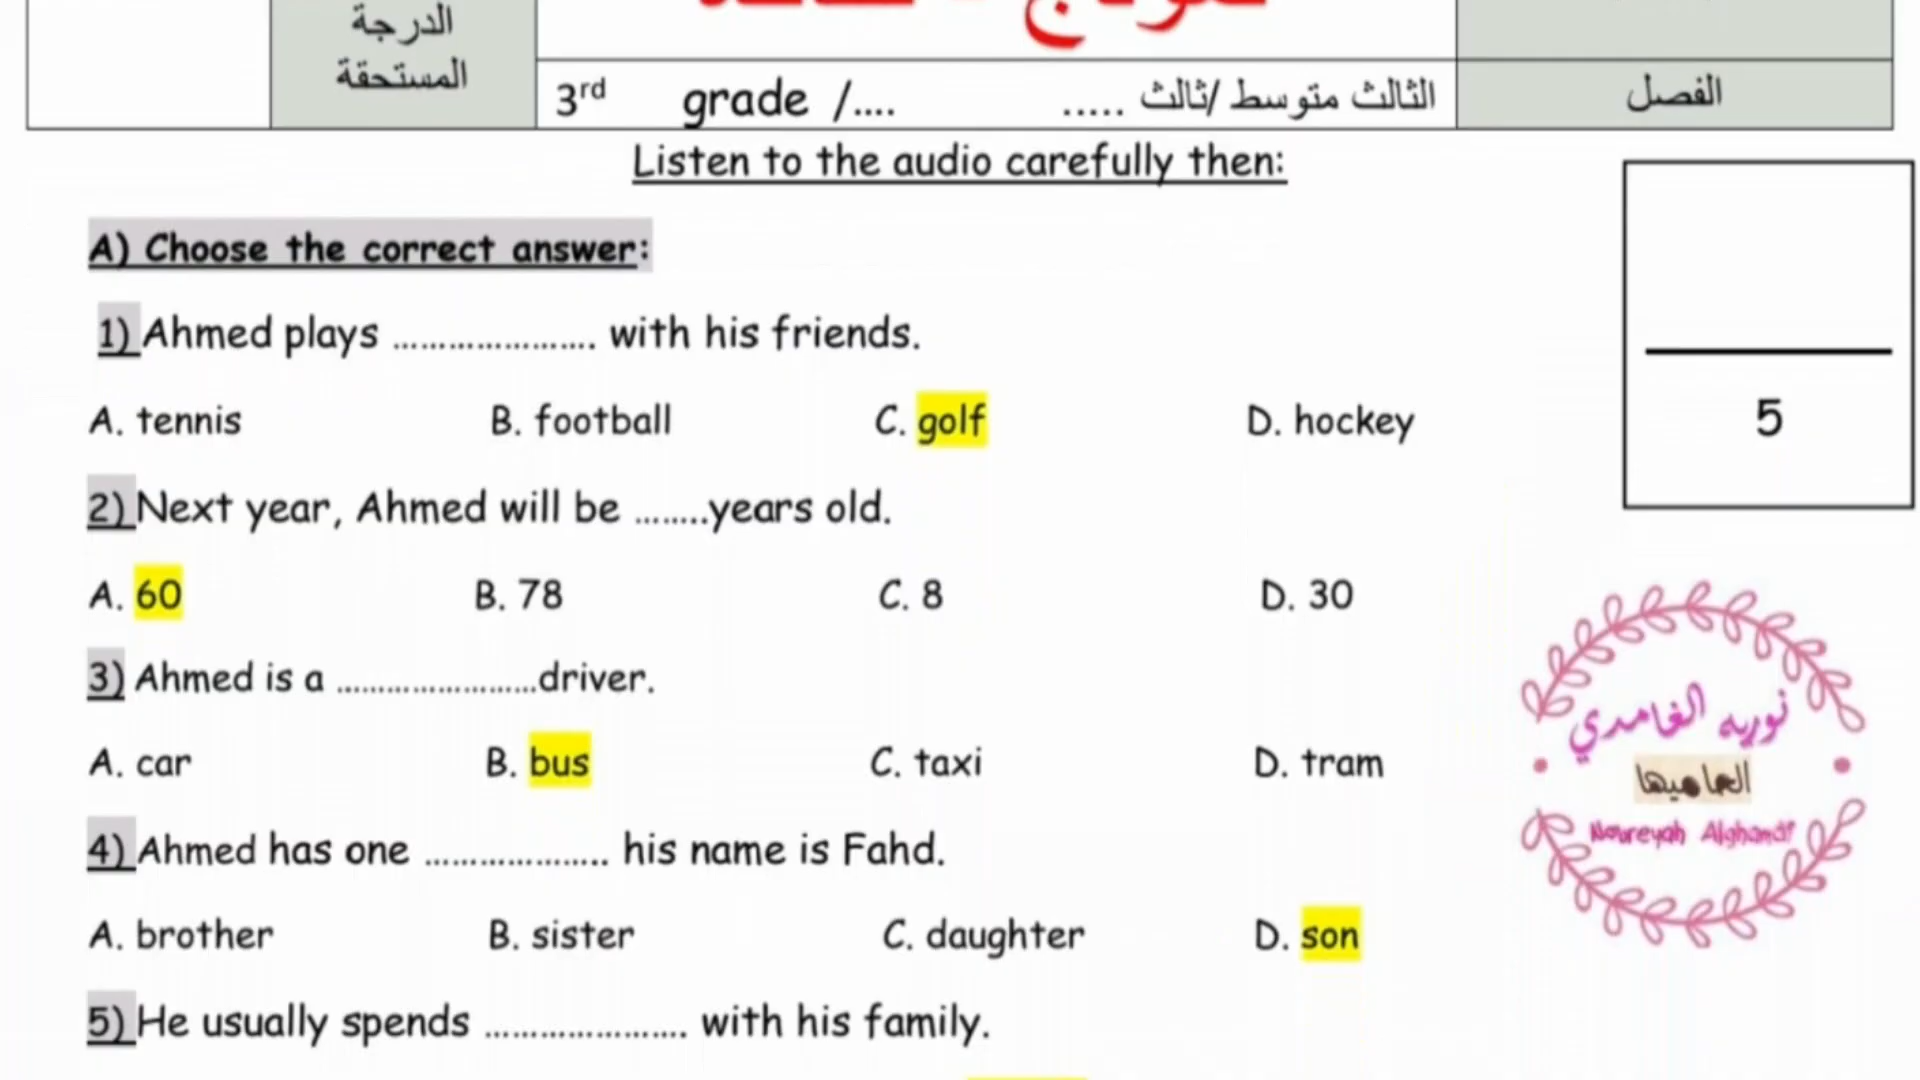 الدرجة
المستحقة
3rd grade /....
الثالث متوسط /ثالث .....
الفصل
Listen to the audio carefully then:
5
A) Choose the correct answer:
1) Ahmed plays ...................... with his friends.
A. tennis B. football C. golf D. hockey
2) Next year, Ahmed will be ........years old.
A. 60 B. 78 C. 8 D. 30
3) Ahmed is a ......................driver.
A. car B. bus C. taxi D. tram
4) Ahmed has one .................... his name is Fahd.
A. brother B. sister C. daughter D. son
5) He usually spends ...................... with his family.
نوريه الغامدي
Noureyah Alghamdi